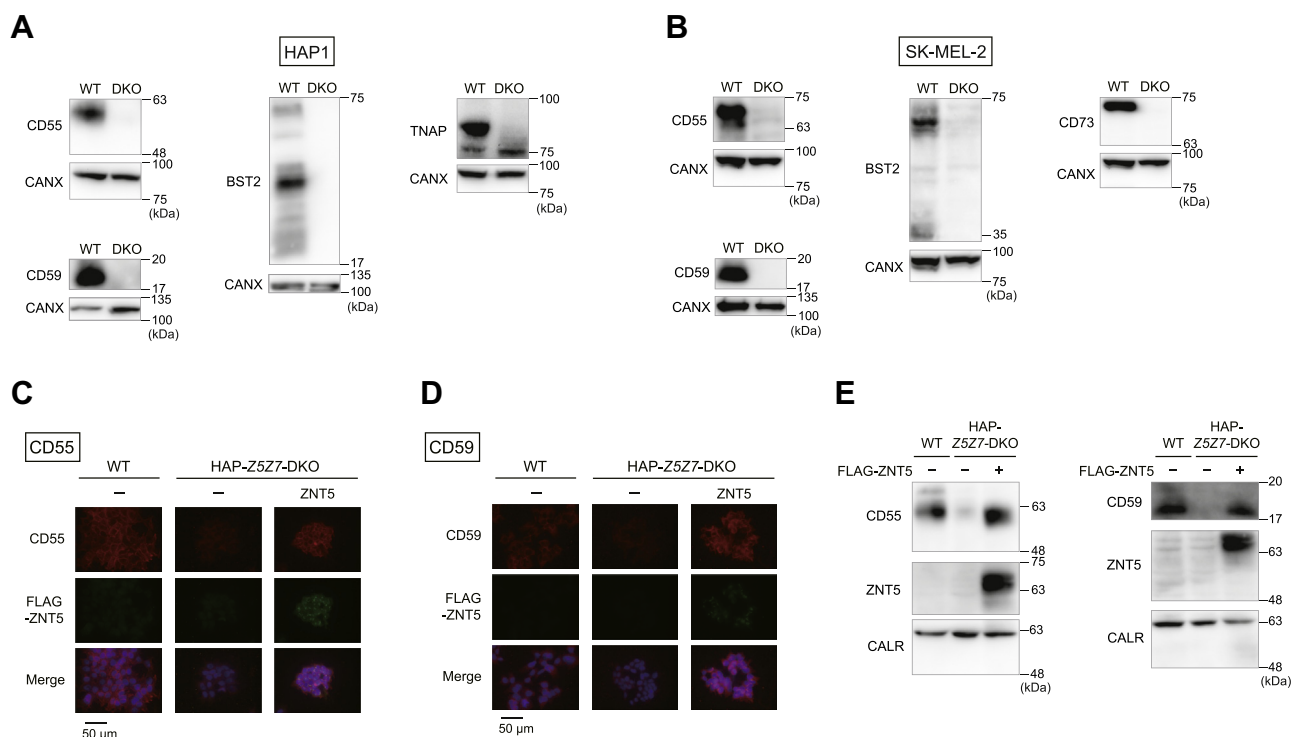 A
HAP1
WT DKO
CD55
63
48
CANX
100
75
(kDa)
WT DKO
CD59
20
17
CANX
135
100
(kDa)
WT DKO
BST2
75
17
CANX
135
100
(kDa)
WT DKO
TNAP
100
75
CANX
100
75
(kDa)
B
SK-MEL-2
WT DKO
CD55
75
63
CANX
100
75
(kDa)
WT DKO
CD59
20
17
CANX
135
100
(kDa)
WT DKO
BST2
75
35
CANX
100
75
(kDa)
WT DKO
CD73
75
63
CANX
100
75
(kDa)
C
CD55
WT HAP-Z5Z7-DKO
– – ZNT5
CD55
FLAG
-ZNT5
Merge
50 µm
D
CD59
WT HAP-Z5Z7-DKO
– – ZNT5
CD59
FLAG
-ZNT5
Merge
50 µm
E
HAP-
WT Z5Z7-DKO
FLAG-ZNT5 – – +
CD55
63
48
ZNT5
75
63
CALR
63
48
(kDa)
HAP-
WT Z5Z7-DKO
FLAG-ZNT5 – – +
CD59
20
17
ZNT5
63
48
CALR
63
48
(kDa)